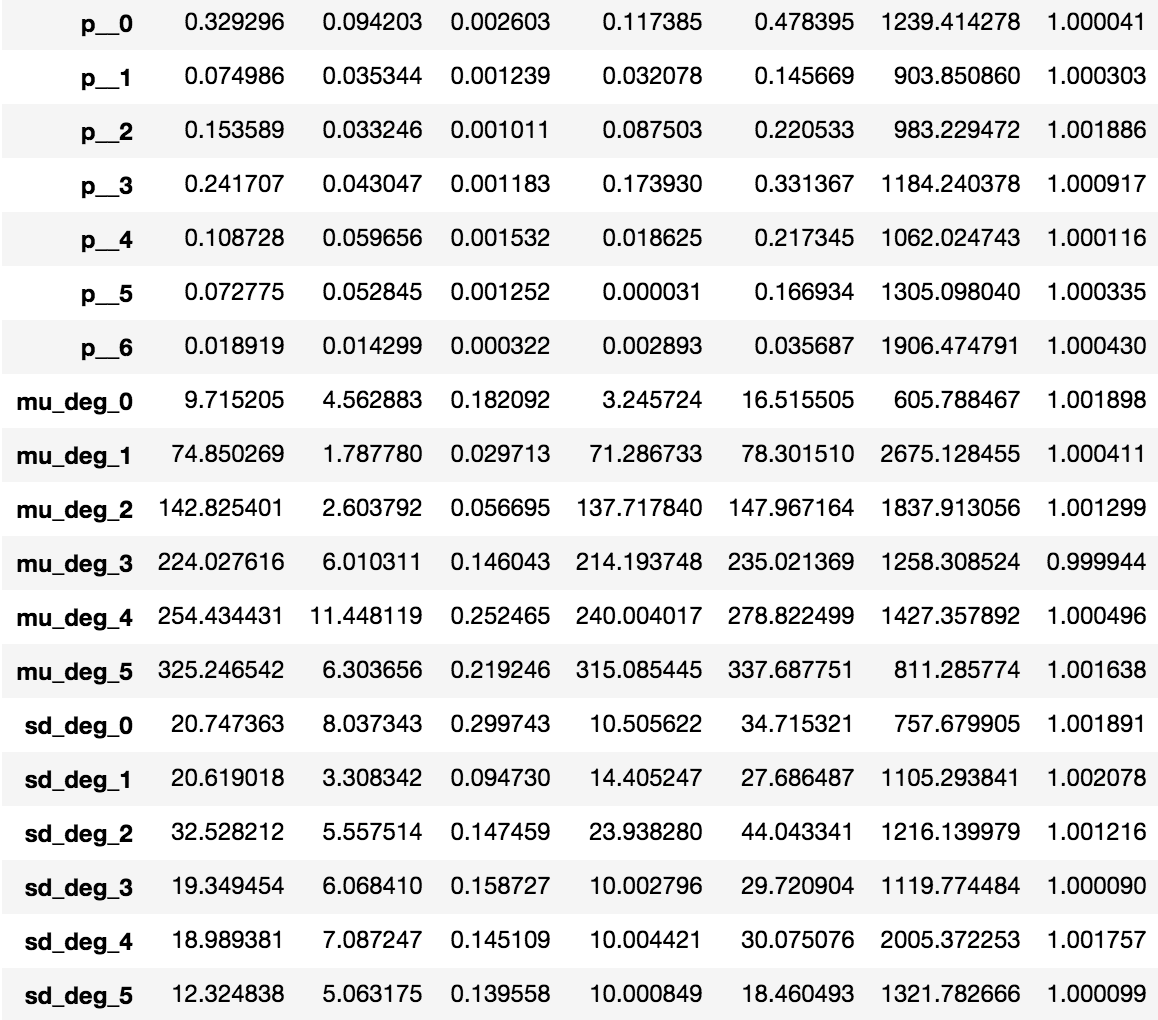 p__0 0.329296 0.094203 0.002603 0.117385 0.478395 1239.414278 1.000041
p__1 0.074986 0.035344 0.001239 0.032078 0.145669 903.850860 1.000303
p__2 0.153589 0.033246 0.001011 0.087503 0.220533 983.229472 1.001886
p__3 0.241707 0.043047 0.001183 0.173930 0.331367 1184.240378 1.000917
p__4 0.108728 0.059656 0.001532 0.018625 0.217345 1062.024743 1.000116
p__5 0.072775 0.052845 0.001252 0.000031 0.166934 1305.098040 1.000335
p__6 0.018919 0.014299 0.000322 0.002893 0.035687 1906.474791 1.000430
mu_deg_0 9.715205 4.562883 0.182092 3.245724 16.515505 605.788467 1.001898
mu_deg_1 74.850269 1.787780 0.029713 71.286733 78.301510 2675.128455 1.000411
mu_deg_2 142.825401 2.603792 0.056695 137.717840 147.967164 1837.913056 1.001299
mu_deg_3 224.027616 6.010311 0.146043 214.193748 235.021369 1258.308524 0.999944
mu_deg_4 254.434431 11.448119 0.252465 240.004017 278.822499 1427.357892 1.000496
mu_deg_5 325.246542 6.303656 0.219246 315.085445 337.687751 811.285774 1.001638
sd_deg_0 20.747363 8.037343 0.299743 10.505622 34.715321 757.679905 1.001891
sd_deg_1 20.619018 3.308342 0.094730 14.405247 27.686487 1105.293841 1.002078
sd_deg_2 32.528212 5.557514 0.147459 23.938280 44.043341 1216.139979 1.001216
sd_deg_3 19.349454 6.068410 0.158727 10.002796 29.720904 1119.774484 1.000090
sd_deg_4 18.989381 7.087247 0.145109 10.004421 30.075076 2005.372253 1.001757
sd_deg_5 12.324838 5.063175 0.139558 10.000849 18.460493 1321.782666 1.000099